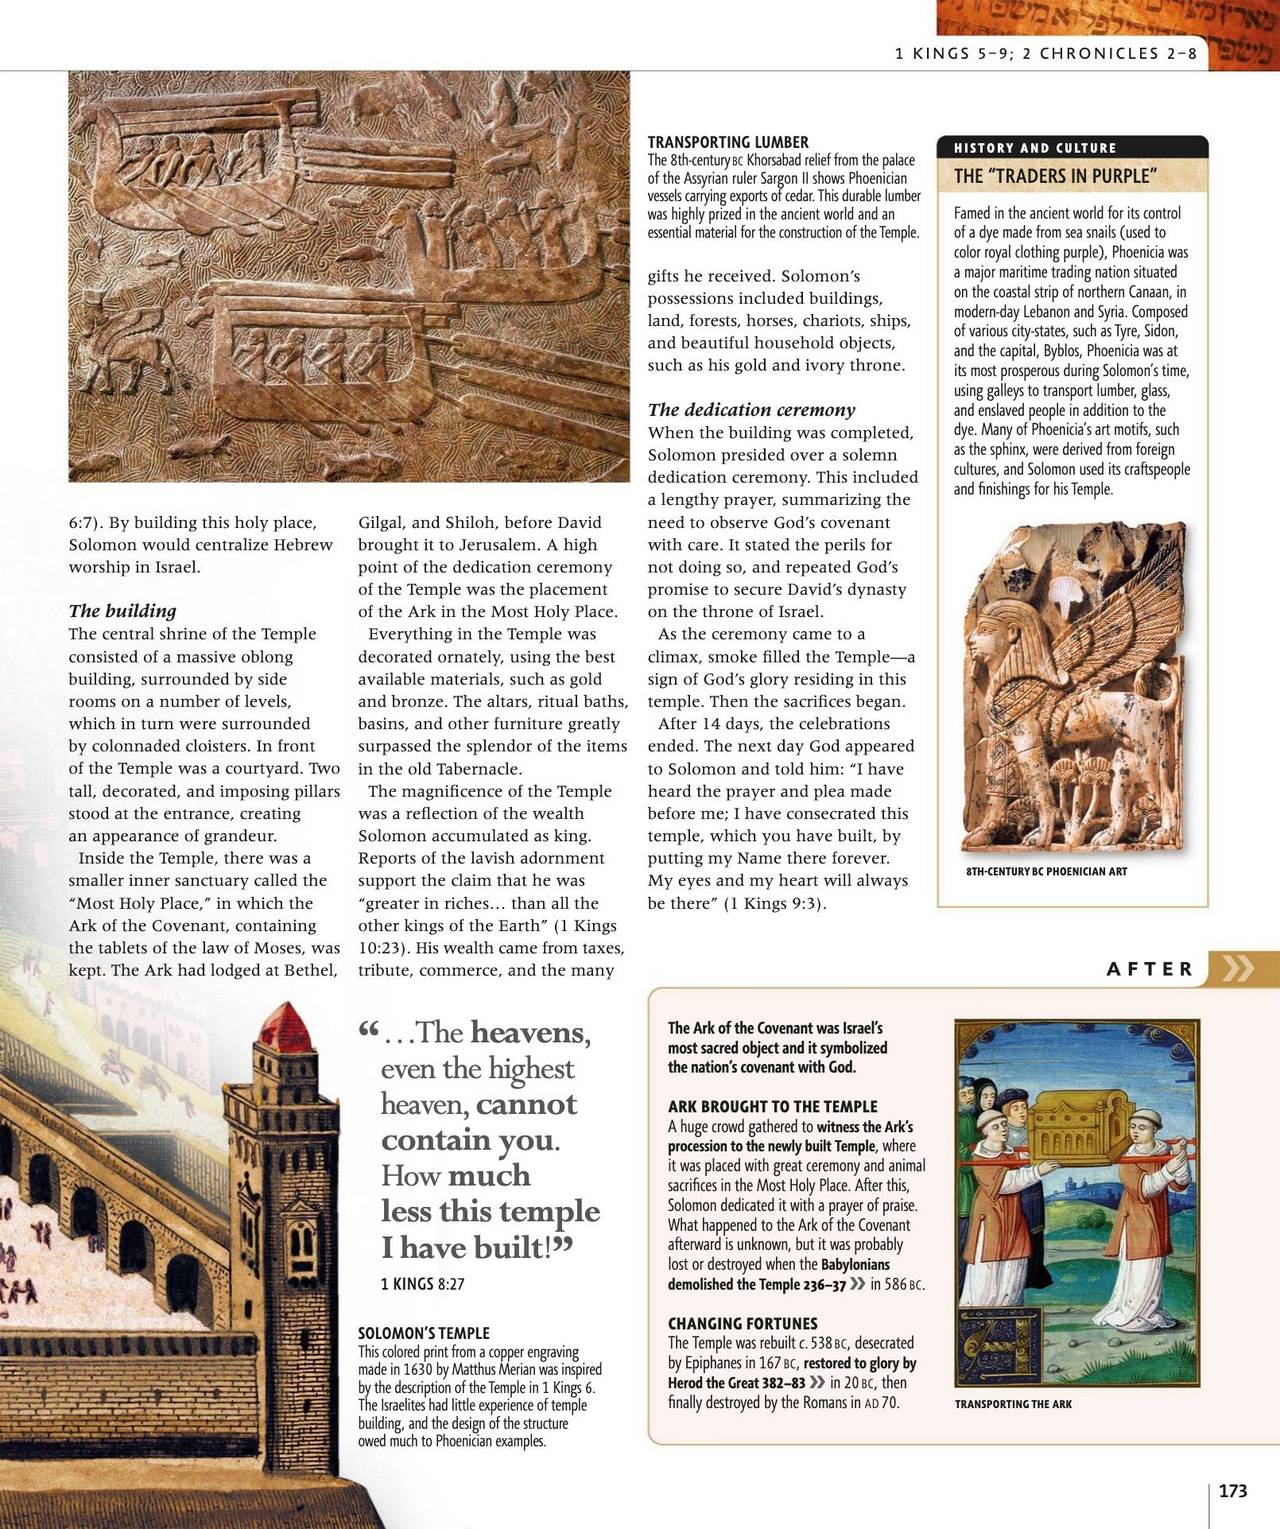 1 KINGS 5–9; 2 CHRONICLES 2–8
TRANSPORTING LUMBER
The 8th-century BC Khorsabad relief from the palace
of the Assyrian ruler Sargon II shows Phoenician
vessels carrying exports of cedar. This durable lumber
was highly prized in the ancient world and an
essential material for the construction of the Temple.
6:7). By building this holy place,
Solomon would centralize Hebrew
worship in Israel.
The building
The central shrine of the Temple
consisted of a massive oblong
building, surrounded by side
rooms on a number of levels,
which in turn were surrounded
by colonnaded cloisters. In front
of the Temple was a courtyard. Two
tall, decorated, and imposing pillars
stood at the entrance, creating
an appearance of grandeur.
Inside the Temple, there was a
smaller inner sanctuary called the
“Most Holy Place,” in which the
Ark of the Covenant, containing
the tablets of the law of Moses, was
kept. The Ark had lodged at Bethel,
Gilgal, and Shiloh, before David
brought it to Jerusalem. A high
point of the dedication ceremony
of the Temple was the placement
of the Ark in the Most Holy Place.
Everything in the Temple was
decorated ornately, using the best
available materials, such as gold
and bronze. The altars, ritual baths,
basins, and other furniture greatly
surpassed the splendor of the items
in the old Tabernacle.
The magnificence of the Temple
was a reflection of the wealth
Solomon accumulated as king.
Reports of the lavish adornment
support the claim that he was
“greater in riches… than all the
other kings of the Earth” (1 Kings
10:23). His wealth came from taxes,
tribute, commerce, and the many
gifts he received. Solomon’s
possessions included buildings,
land, forests, horses, chariots, ships,
and beautiful household objects,
such as his gold and ivory throne.
The dedication ceremony
When the building was completed,
Solomon presided over a solemn
dedication ceremony. This included
a lengthy prayer, summarizing the
need to observe God’s covenant
with care. It stated the perils for
not doing so, and repeated God’s
promise to secure David’s dynasty
on the throne of Israel.
As the ceremony came to a
climax, smoke filled the Temple—a
sign of God’s glory residing in this
temple. Then the sacrifices began.
After 14 days, the celebrations
ended. The next day God appeared
to Solomon and told him: “I have
heard the prayer and plea made
before me; I have consecrated this
temple, which you have built, by
putting my Name there forever.
My eyes and my heart will always
be there” (1 Kings 9:3).
HISTORY AND CULTURE
THE “TRADERS IN PURPLE”
Famed in the ancient world for its control
of a dye made from sea snails (used to
color royal clothing purple), Phoenicia was
a major maritime trading nation situated
on the coastal strip of northern Canaan, in
modern-day Lebanon and Syria. Composed
of various city-states, such as Tyre, Sidon,
and the capital, Byblos, Phoenicia was at
its most prosperous during Solomon’s time,
using galleys to transport lumber, glass,
and enslaved people in addition to the
dye. Many of Phoenicia’s art motifs, such
as the sphinx, were derived from foreign
cultures, and Solomon used its craftspeople
and finishings for his Temple.
8TH-CENTURY BC PHOENICIAN ART
“…The heavens,
even the highest
heaven, cannot
contain you.
How much
less this temple
I have built!”
1 KINGS 8:27
SOLOMON’S TEMPLE
This colored print from a copper engraving
made in 1630 by Matthus Merian was inspired
by the description of the Temple in 1 Kings 6.
The Israelites had little experience of temple
building, and the design of the structure
owed much to Phoenician examples.
AFTER »
The Ark of the Covenant was Israel’s
most sacred object and it symbolized
the nation’s covenant with God.
ARK BROUGHT TO THE TEMPLE
A huge crowd gathered to witness the Ark’s
procession to the newly built Temple, where
it was placed with great ceremony and animal
sacrifices in the Most Holy Place. After this,
Solomon dedicated it with a prayer of praise.
What happened to the Ark of the Covenant
afterward is unknown, but it was probably
lost or destroyed when the Babylonians
demolished the Temple 236–37 » in 586 BC.
CHANGING FORTUNES
The Temple was rebuilt c. 538 BC, desecrated
by Epiphanes in 167 BC, restored to glory by
Herod the Great 382–83 » in 20 BC, then
finally destroyed by the Romans in AD 70.
TRANSPORTING THE ARK
173